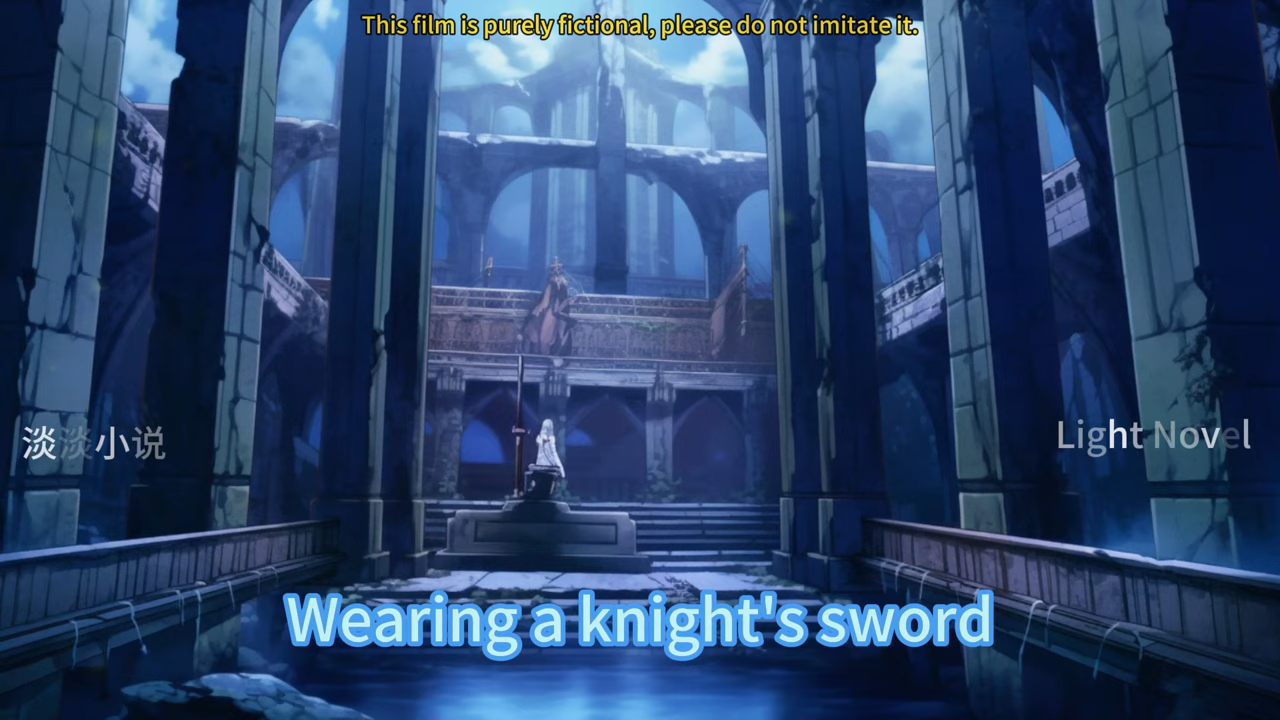 This film is purely fictional, please do not imitate it.
淡淡小说
Light Novel
Wearing a knight's sword